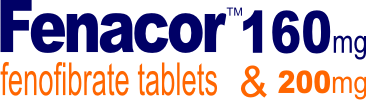 Fenacor™ 160mg
fenofibrate tablets & 200mg